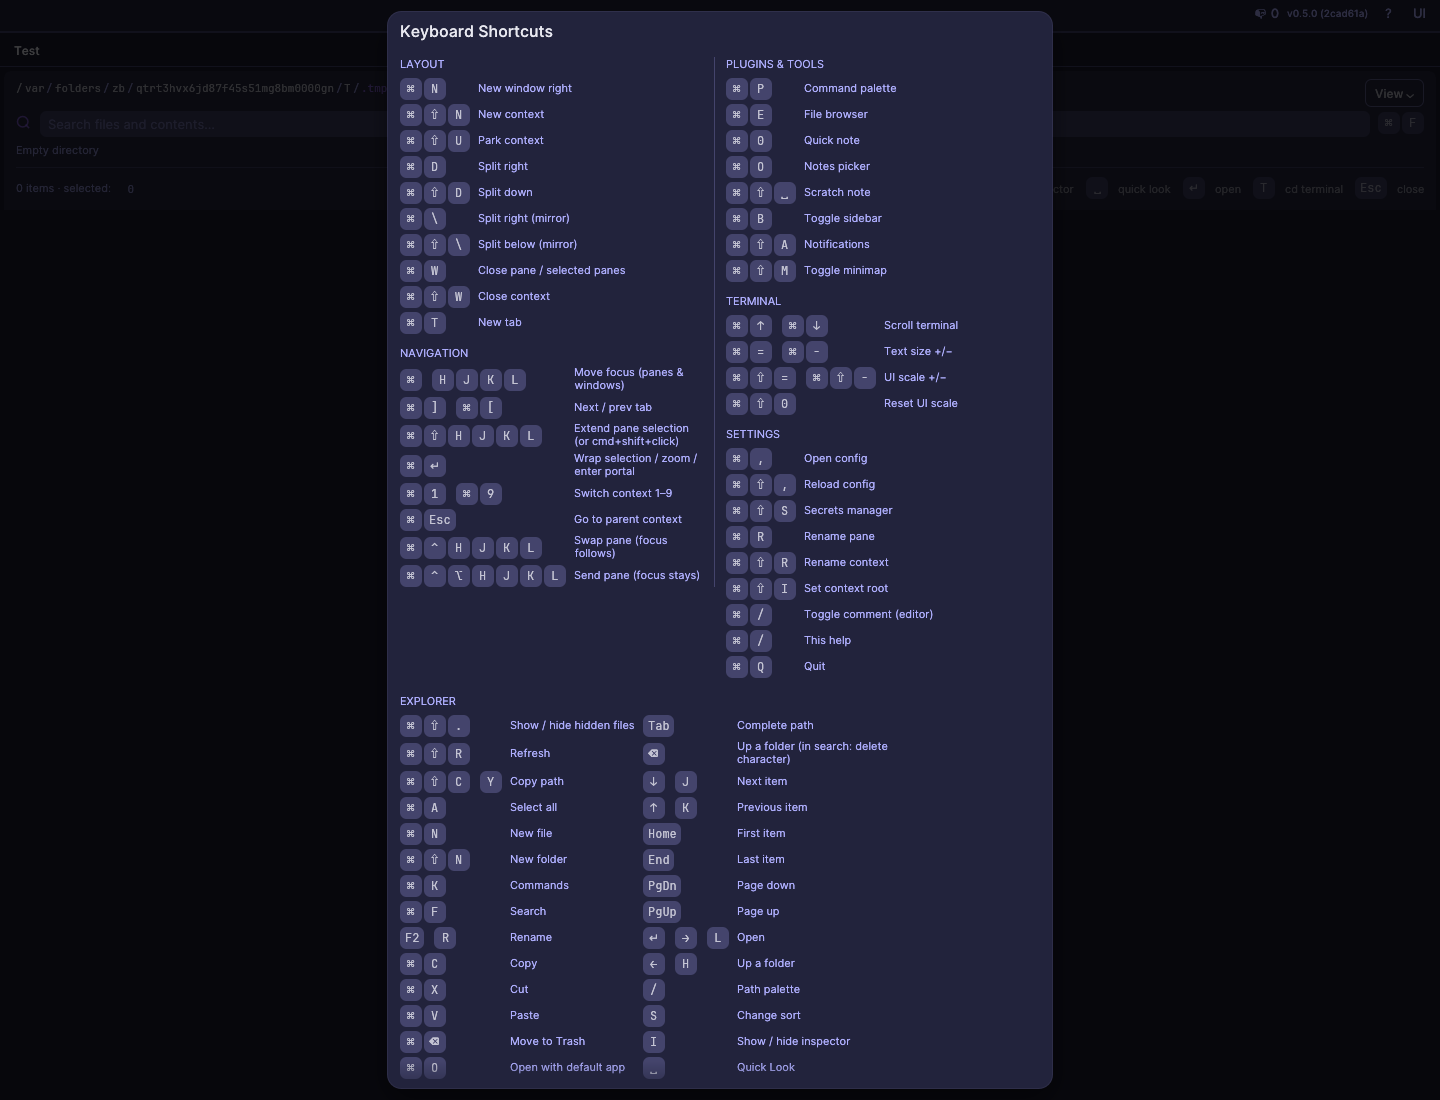 0 v0.5.0 (2cad61a) ? UI
Test
/ var / folders / zb / qtrt3hvx6jd87f45s51mg8bm0000gn / T / .tmp
View
Search files and contents...
⌘ F
Empty directory
0 items · selected: 0
ctor ␣ quick look ↵ open T cd terminal Esc close
Keyboard Shortcuts
LAYOUT
⌘ N New window right
⌘ ⇧ N New context
⌘ ⇧ U Park context
⌘ D Split right
⌘ ⇧ D Split down
⌘ \ Split right (mirror)
⌘ ⇧ \ Split below (mirror)
⌘ W Close pane / selected panes
⌘ ⇧ W Close context
⌘ T New tab
NAVIGATION
⌘ H J K L Move focus (panes &
windows)
⌘ ] ⌘ [ Next / prev tab
⌘ ⇧ H J K L Extend pane selection
(or cmd+shift+click)
⌘ ↵ Wrap selection / zoom /
enter portal
⌘ 1 ⌘ 9 Switch context 1–9
⌘ Esc Go to parent context
⌘ ^ H J K L Swap pane (focus
follows)
⌘ ^ ⌥ H J K L Send pane (focus stays)
PLUGINS & TOOLS
⌘ P Command palette
⌘ E File browser
⌘ 0 Quick note
⌘ O Notes picker
⌘ ⇧ ␣ Scratch note
⌘ B Toggle sidebar
⌘ ⇧ A Notifications
⌘ ⇧ M Toggle minimap
TERMINAL
⌘ ↑ ⌘ ↓ Scroll terminal
⌘ = ⌘ - Text size +/−
⌘ ⇧ = ⌘ ⇧ - UI scale +/−
⌘ ⇧ 0 Reset UI scale
SETTINGS
⌘ , Open config
⌘ ⇧ , Reload config
⌘ ⇧ S Secrets manager
⌘ R Rename pane
⌘ ⇧ R Rename context
⌘ ⇧ I Set context root
⌘ / Toggle comment (editor)
⌘ / This help
⌘ Q Quit
EXPLORER
⌘ ⇧ . Show / hide hidden files
⌘ ⇧ R Refresh
⌘ ⇧ C Y Copy path
⌘ A Select all
⌘ N New file
⌘ ⇧ N New folder
⌘ K Commands
⌘ F Search
F2 R Rename
⌘ C Copy
⌘ X Cut
⌘ V Paste
⌘ ⌫ Move to Trash
⌘ O Open with default app
Tab Complete path
⌫ Up a folder (in search: delete
character)
↓ J Next item
↑ K Previous item
Home First item
End Last item
PgDn Page down
PgUp Page up
↵ → L Open
← H Up a folder
/ Path palette
S Change sort
I Show / hide inspector
␣ Quick Look